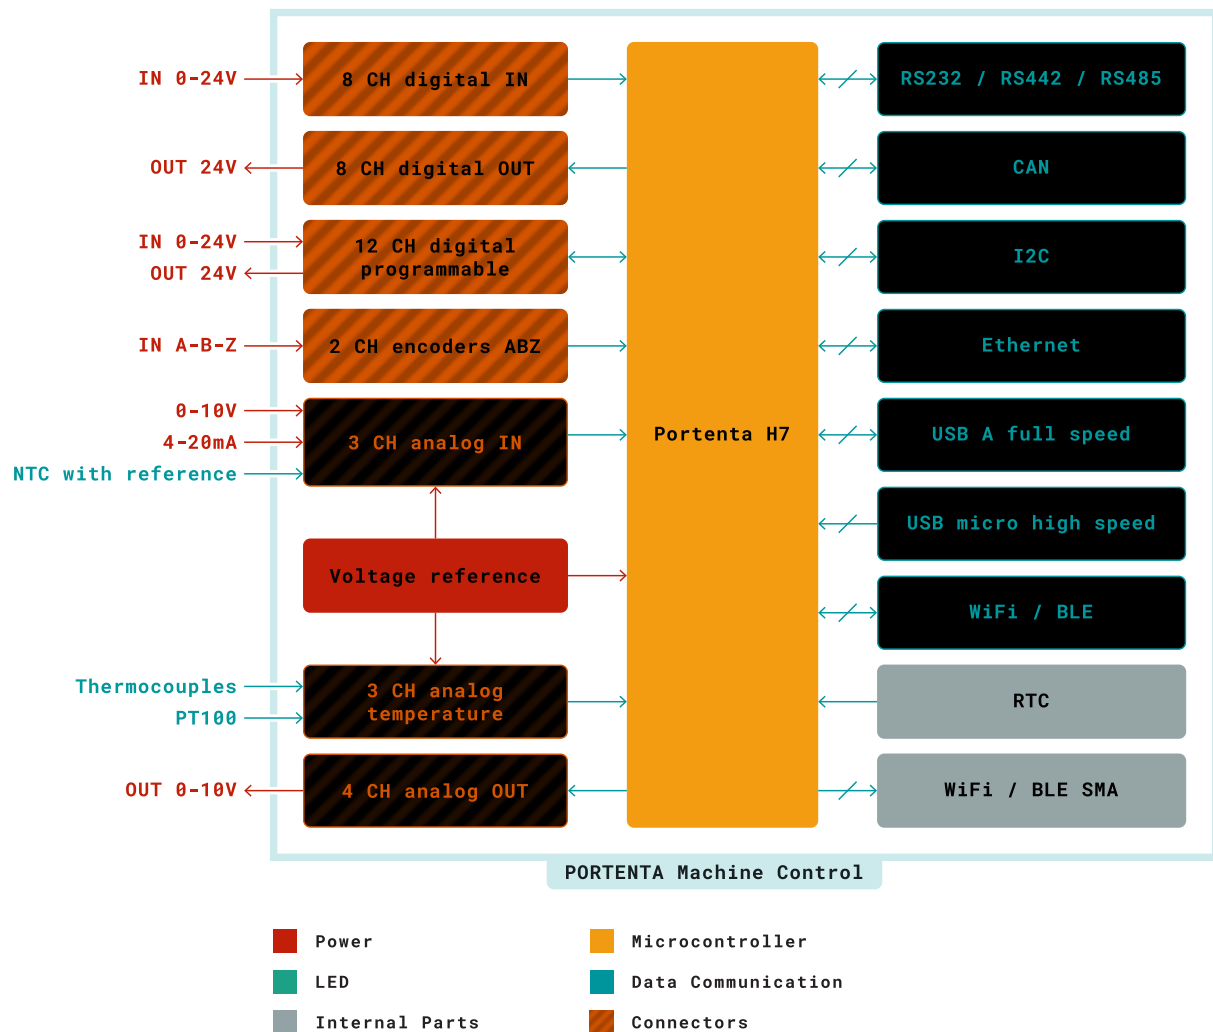 IN 0-24V
8 CH digital IN
RS232 / RS442 / RS485
OUT 24V
8 CH digital OUT
CAN
IN 0-24V
OUT 24V
12 CH digital
programmable
I2C
IN A-B-Z
2 CH encoders ABZ
Ethernet
0-10V
4-20mA
NTC with reference
3 CH analog IN
Portenta H7
USB A full speed
USB micro high speed
Voltage reference
WiFi / BLE
Thermocouples
PT100
3 CH analog
temperature
RTC
OUT 0-10V
4 CH analog OUT
WiFi / BLE SMA
PORTENTA Machine Control
Power
Microcontroller
LED
Data Communication
Internal Parts
Connectors